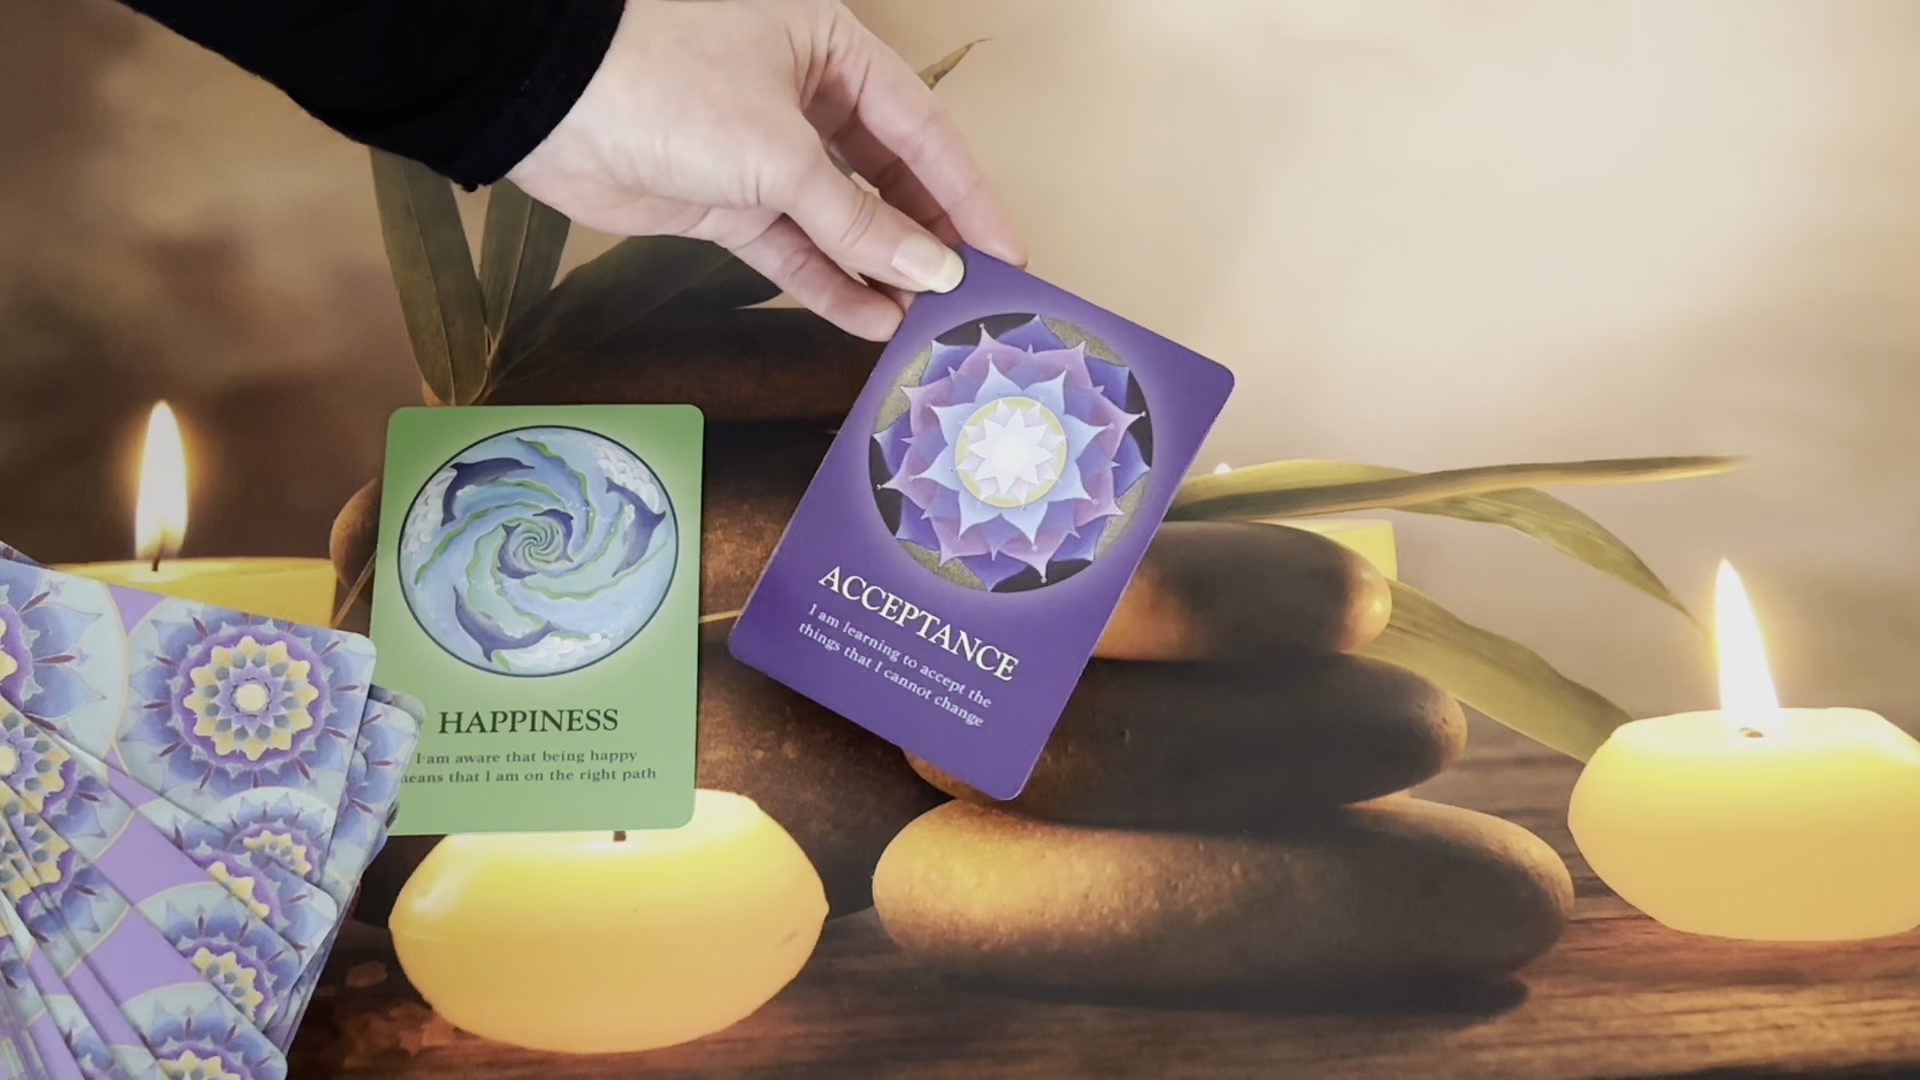 HAPPINESS
I am aware that being happy
means that I am on the right path
ACCEPTANCE
I am learning to accept the
things that I cannot change